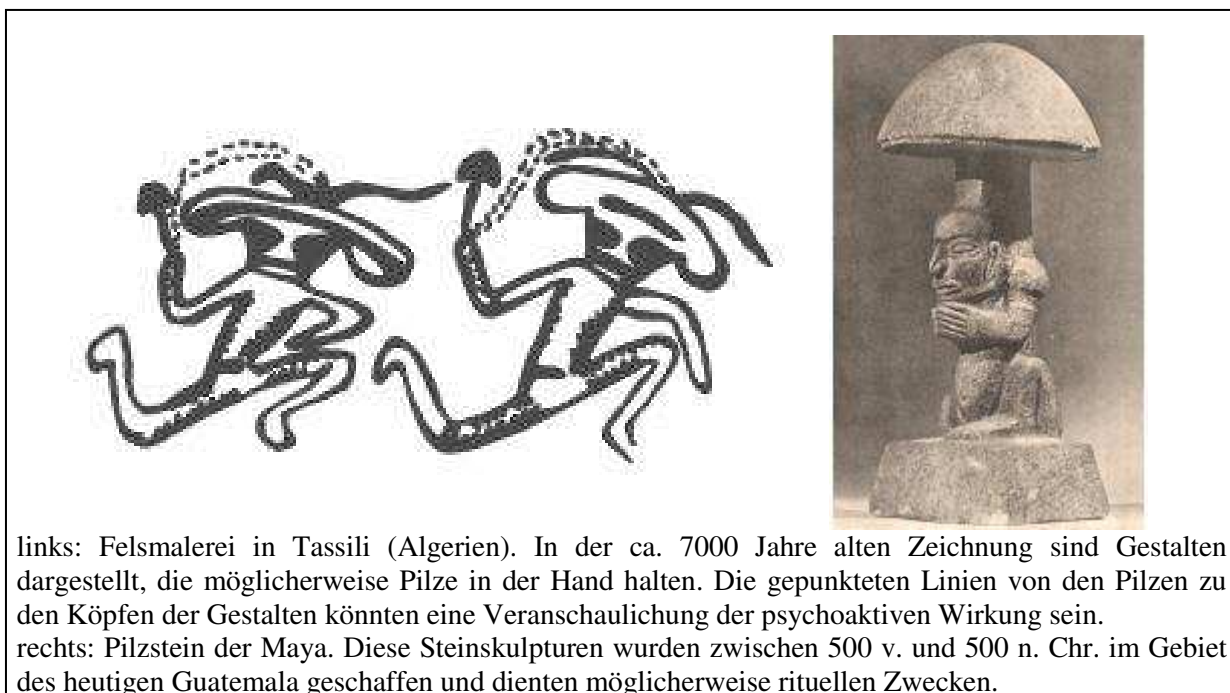 links: Felsmalerei in Tassili (Algerien). In der ca. 7000 Jahre alten Zeichnung sind Gestalten
dargestellt, die möglicherweise Pilze in der Hand halten. Die gepunkteten Linien von den Pilzen zu
den Köpfen der Gestalten könnten eine Veranschaulichung der psychoaktiven Wirkung sein.
rechts: Pilzstein der Maya. Diese Steinskulpturen wurden zwischen 500 v. und 500 n. Chr. im Gebiet
des heutigen Guatemala geschaffen und dienten möglicherweise rituellen Zwecken.